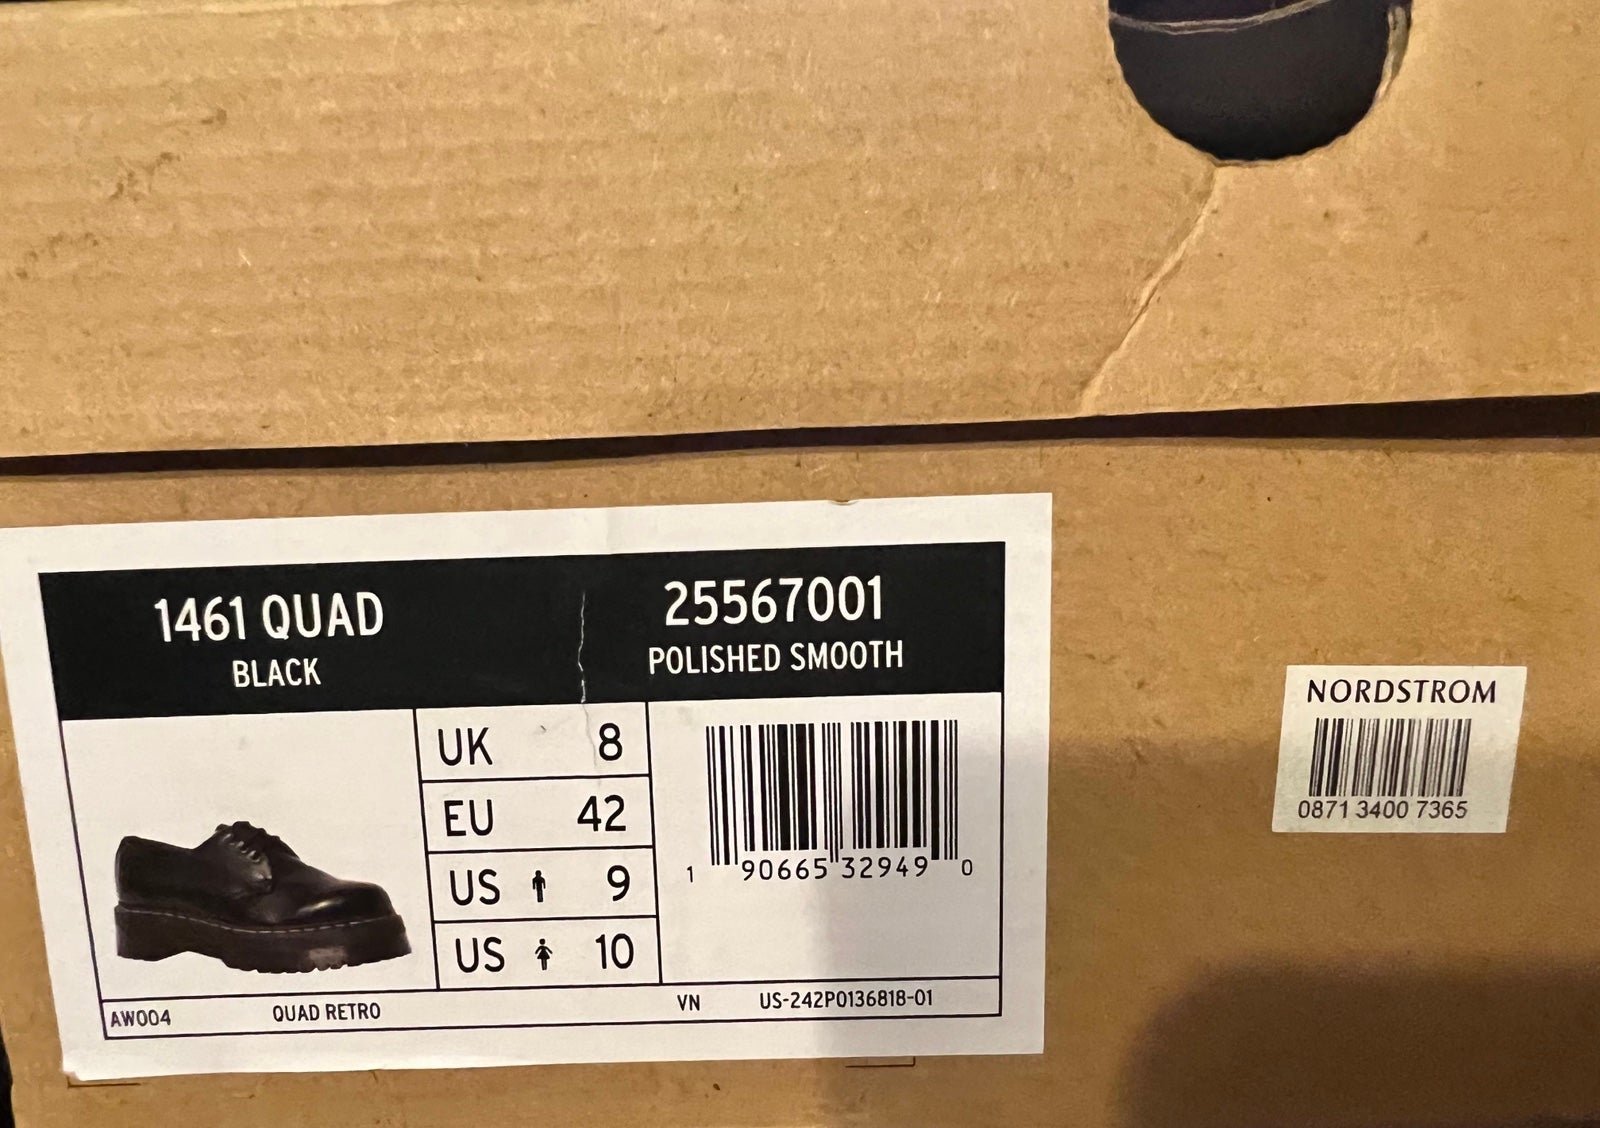 1461 QUAD
BLACK
25567001
POLISHED SMOOTH
UK 8
EU 42
US 9
US 10
1 90665 32949 0
AW004 QUAD RETRO VN US-242P0136818-01
NORDSTROM
0871 3400 7365